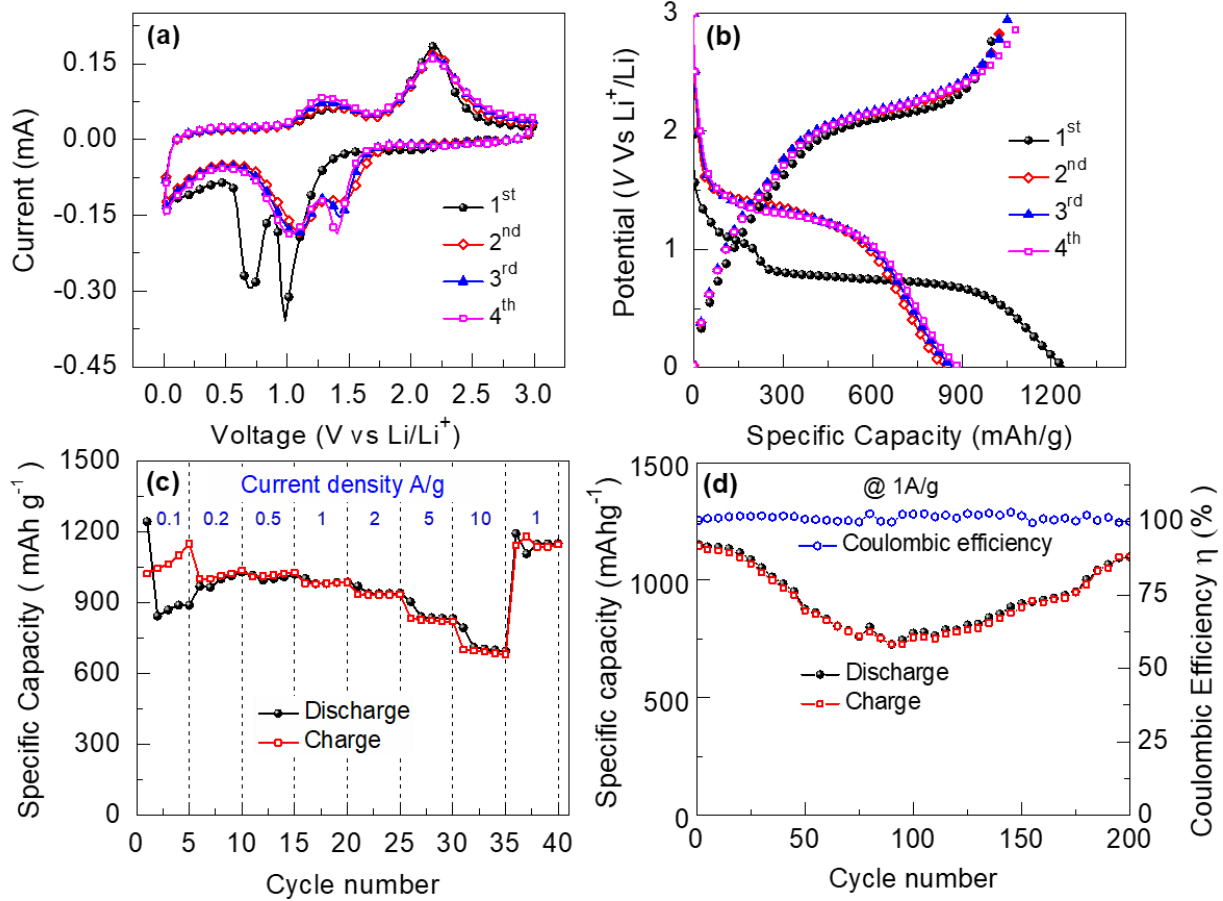 (a)
0.15
0.00
-0.15
-0.30
-0.45
Current (mA)
0.0 0.5 1.0 1.5 2.0 2.5 3.0
Voltage (V vs Li/Li⁺)
1st
2nd
3rd
4th
(b)
3
2
1
0
Potential (V Vs Li⁺/Li)
0 300 600 900 1200
Specific Capacity (mAh/g)
1st
2nd
3rd
4th
(c)
Current density A/g
0.1 0.2 0.5 1 2 5 10 1
1500
1200
900
600
300
0
Specific Capacity ( mAh g⁻¹)
Discharge
Charge
0 5 10 15 20 25 30 35 40
Cycle number
(d)
@ 1A/g
Coulombic efficiency
1500
1000
500
0
Specific capacity (mAhg⁻¹)
Discharge
Charge
100
75
50
25
0
Coulombic Efficiency η (%)
0 50 100 150 200
Cycle number